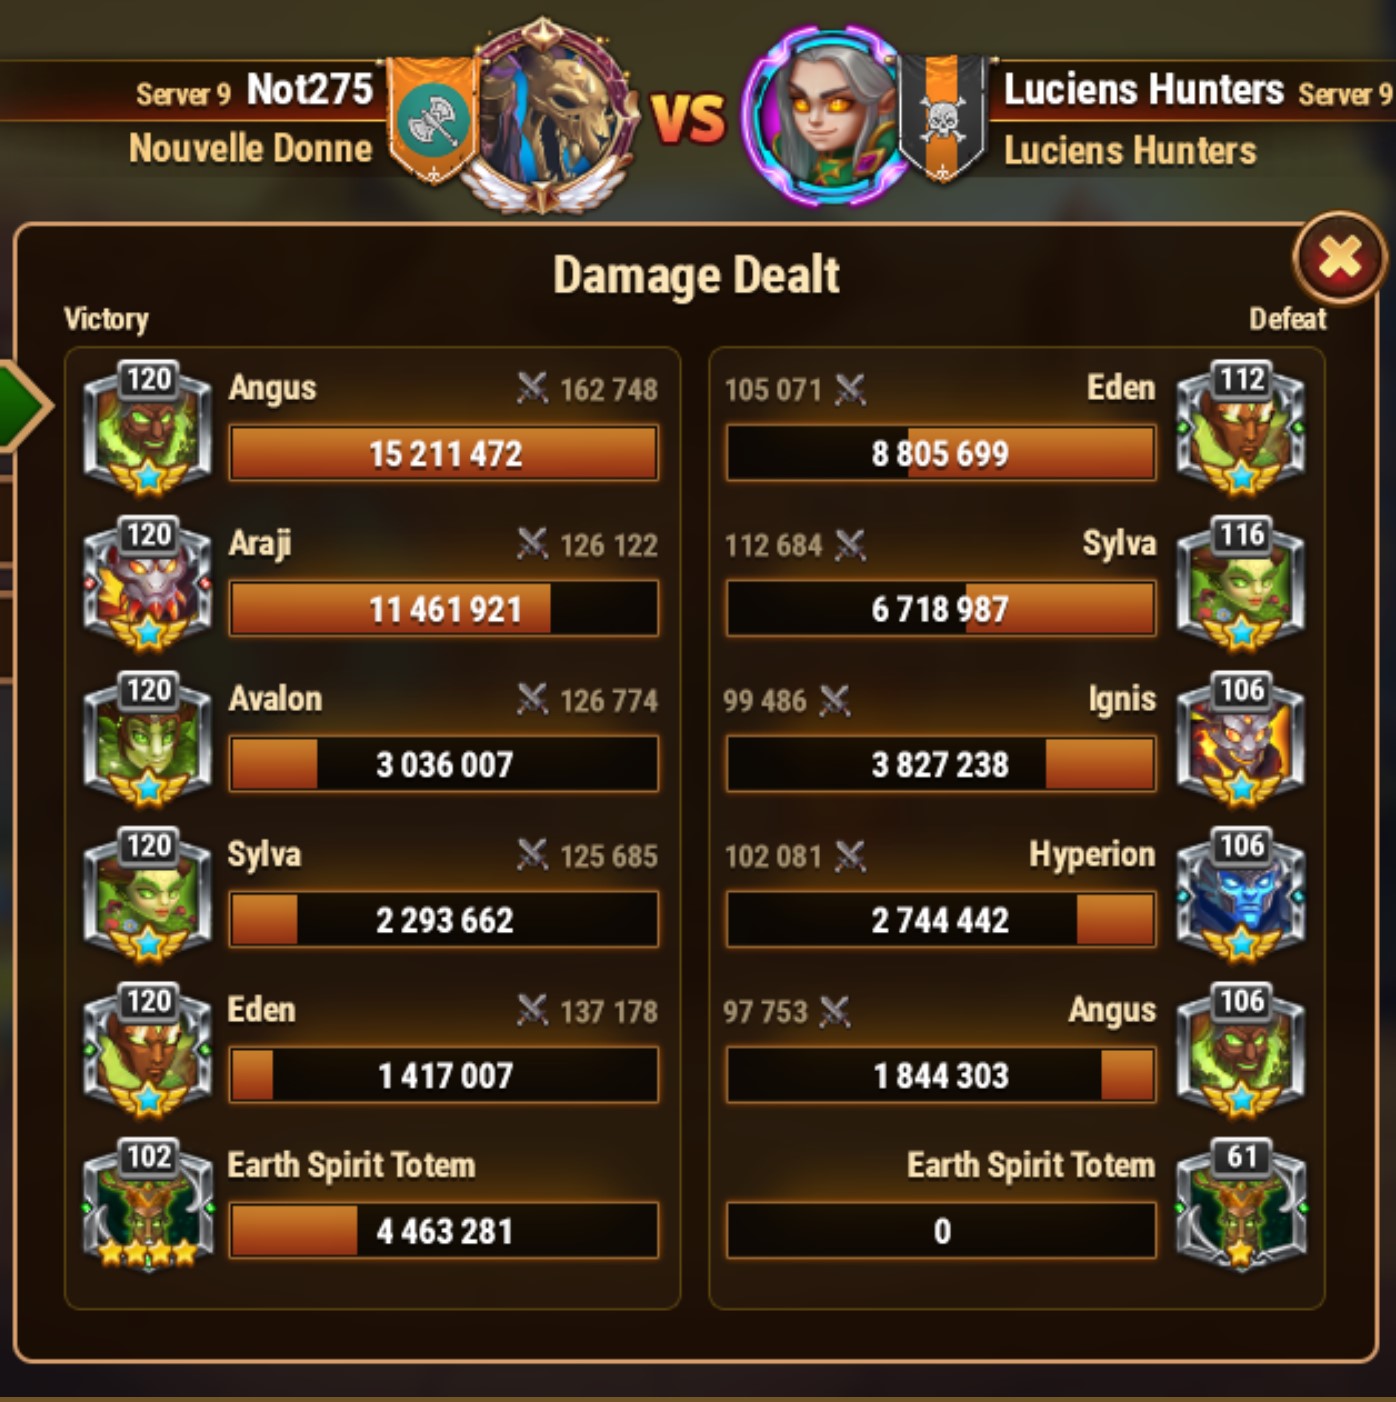 Server 9 Not275
Nouvelle Donne
VS
Luciens Hunters Server 9
Luciens Hunters
Damage Dealt
Victory
Defeat
120
Angus
162 748
15 211 472
120
Araji
126 122
11 461 921
120
Avalon
126 774
3 036 007
120
Sylva
125 685
2 293 662
120
Eden
137 178
1 417 007
102
Earth Spirit Totem
4 463 281
105 071
Eden
112
8 805 699
112 684
Sylva
116
6 718 987
99 486
Ignis
106
3 827 238
102 081
Hyperion
106
2 744 442
97 753
Angus
106
1 844 303
Earth Spirit Totem
61
0